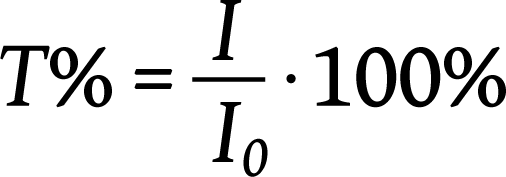 T% = I/I₀ · 100%